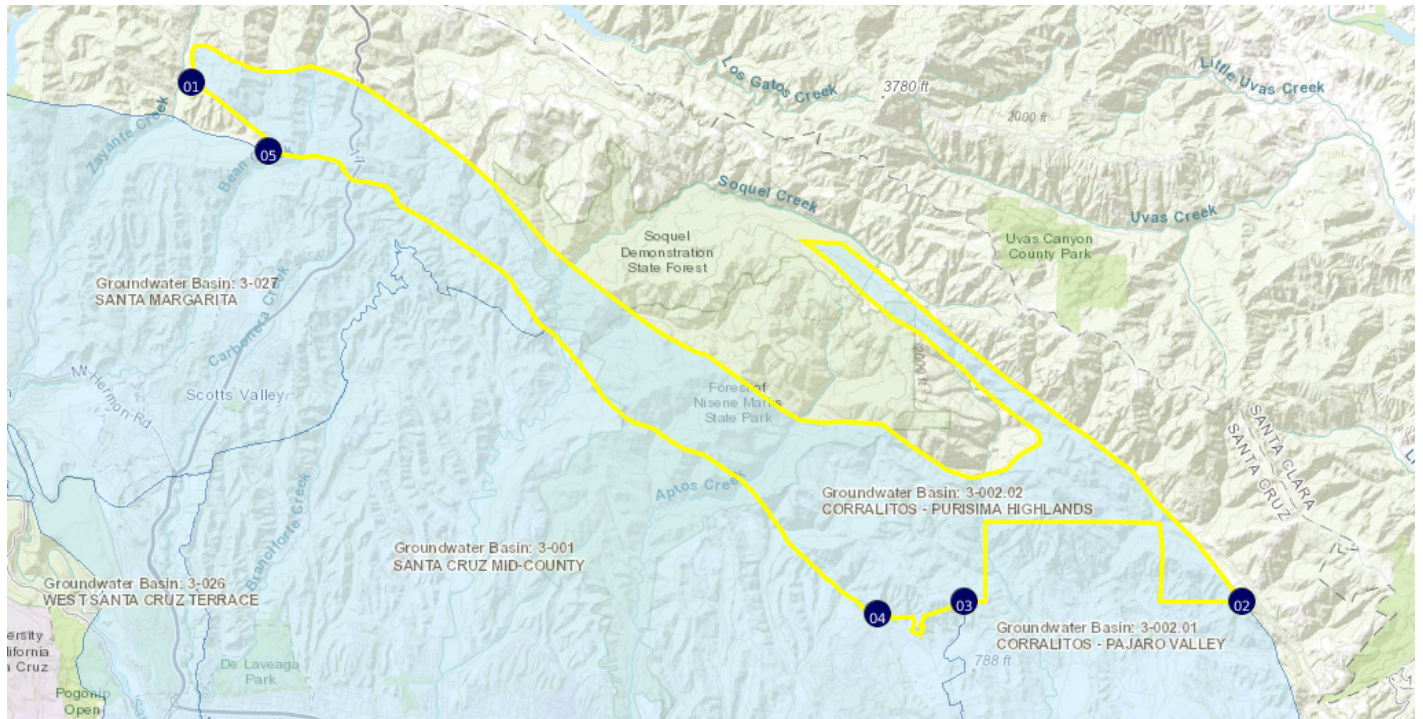 Los Gatos Creek
3780 ft
Little Uvas Creek
2000 ft
01
Zayante Creek
05
17
Soquel Creek
Uvas Creek
Soquel
Demonstration
State Forest
Uvas Canyon
County Park
Groundwater Basin: 3-027
SANTA MARGARITA
Carbonera Creek
Mt Hermon Rd
Scotts Valley
2000 ft
Forest of
Nisene Marks
State Park
SANTA CLARA
SANTA CRUZ
Aptos Creek
Groundwater Basin: 3-002.02
CORRALITOS - PURISIMA HIGHLANDS
Branciforte Creek
Groundwater Basin: 3-001
SANTA CRUZ MID-COUNTY
Groundwater Basin: 3-026
WEST SANTA CRUZ TERRACE
04
03
02
Groundwater Basin: 3-002.01
CORRALITOS - PAJARO VALLEY
788 ft
ersity
lifornia
a Cruz
De Laveaga
Park
Pogonip
Open